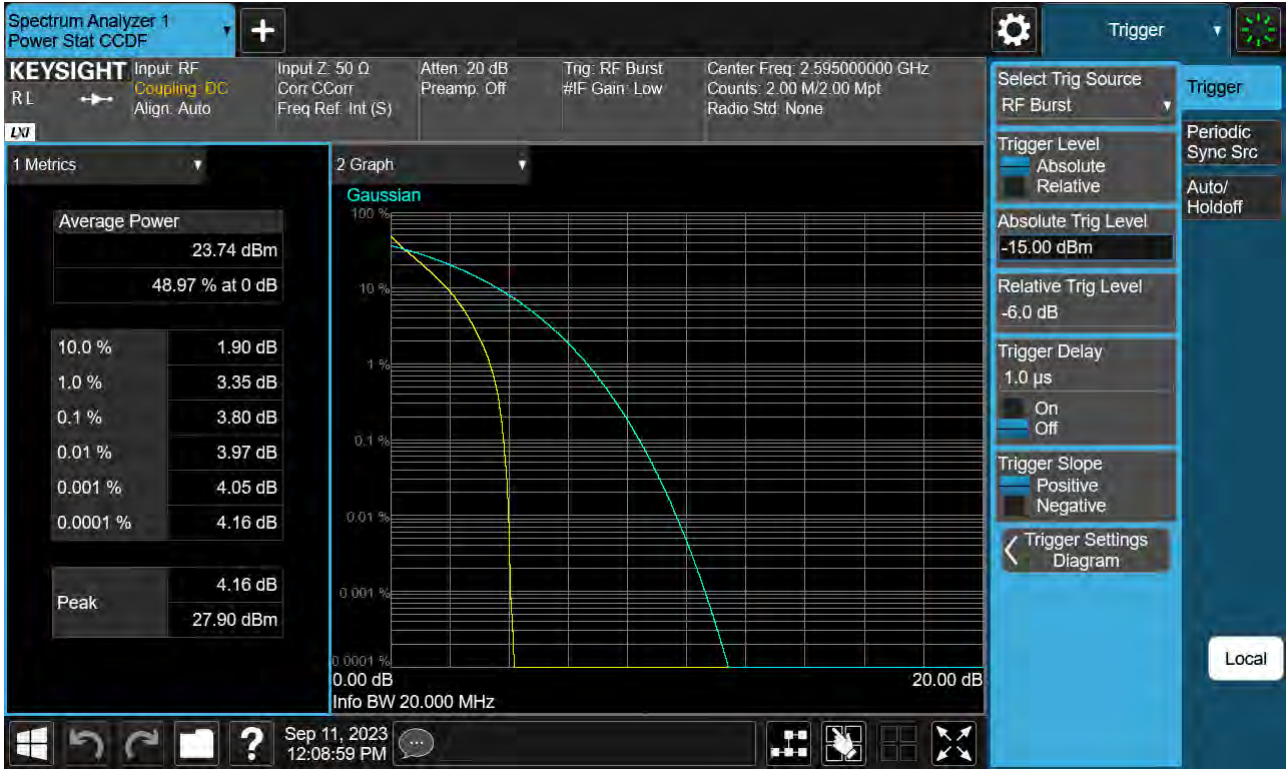 Spectrum Analyzer 1
Power Stat CCDF
Trigger
KEYSIGHT
R L
LXI
Input: RF
Coupling: DC
Align: Auto
Input Z: 50 Ω
Corr CCorr
Freq Ref: Int (S)
Atten: 20 dB
Preamp: Off
Trig: RF Burst
#IF Gain: Low
Center Freq: 2.595000000 GHz
Counts: 2.00 M/2.00 Mpt
Radio Std: None
1 Metrics
Average Power
23.74 dBm
48.97 % at 0 dB
10.0 % 1.90 dB
1.0 % 3.35 dB
0.1 % 3.80 dB
0.01 % 3.97 dB
0.001 % 4.05 dB
0.0001 % 4.16 dB
Peak
4.16 dB
27.90 dBm
2 Graph
Gaussian
100 %
10 %
1 %
0.1 %
0.01 %
0.001 %
0.0001 %
0.00 dB 20.00 dB
Info BW 20.000 MHz
Select Trig Source
RF Burst
Trigger Level
Absolute
Relative
Absolute Trig Level
-15.00 dBm
Relative Trig Level
-6.0 dB
Trigger Delay
1.0 µs
On
Off
Trigger Slope
Positive
Negative
Trigger Settings
Diagram
Trigger
Periodic
Sync Src
Auto/
Holdoff
Local
?
Sep 11, 2023
12:08:59 PM